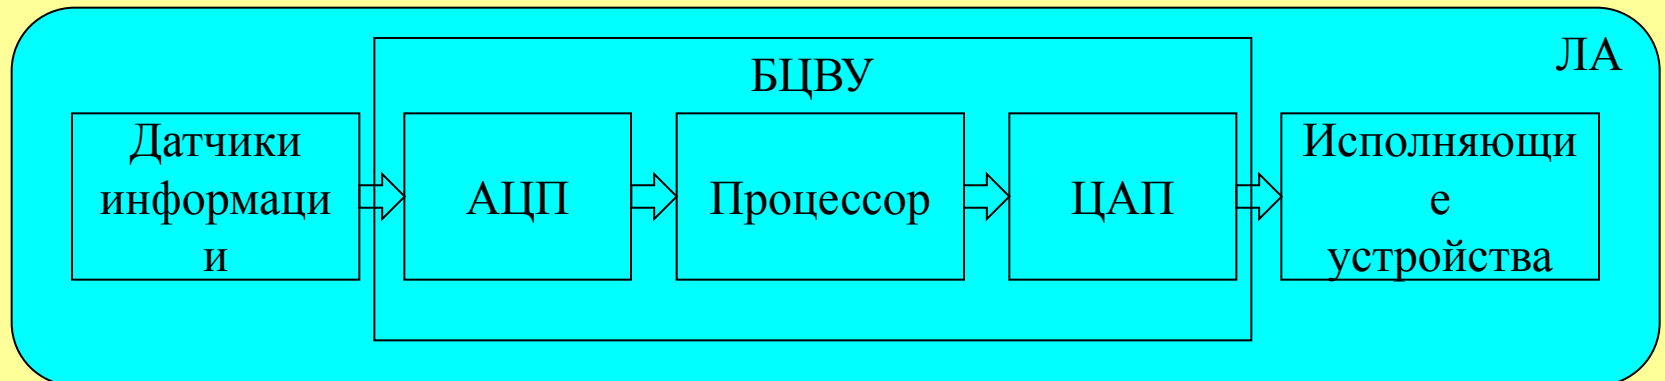 ЛА
БЦВУ
Датчики
информаци
и
АЦП
Процессор
ЦАП
Исполняющи
е
устройства